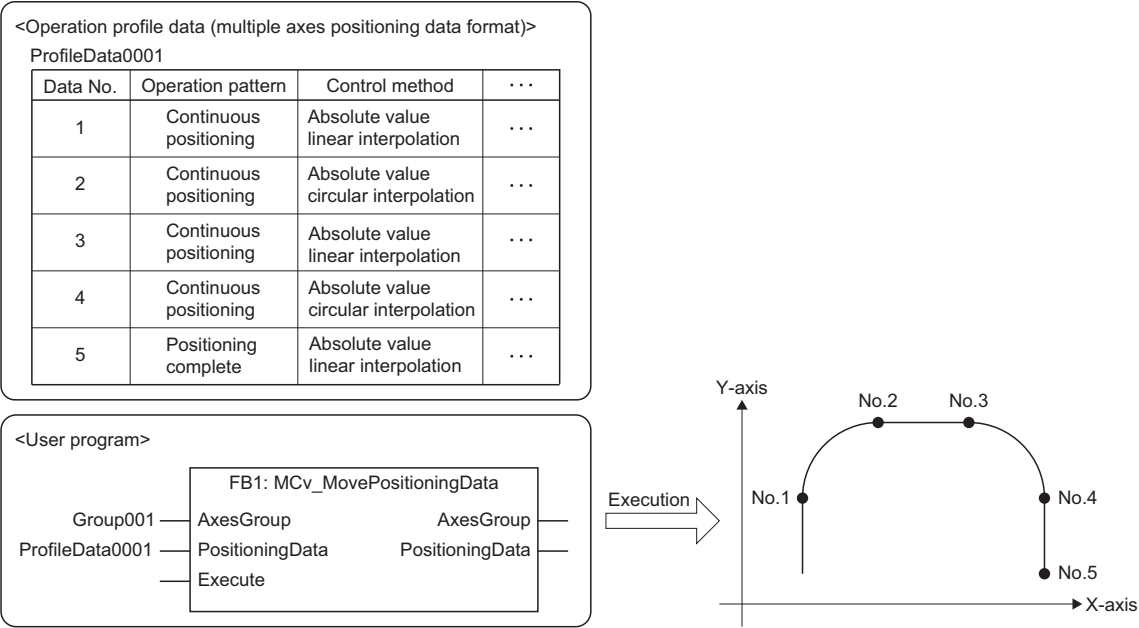 <Operation profile data (multiple axes positioning data format)>
ProfileData0001
Data No. Operation pattern Control method ···
1 Continuous positioning Absolute value linear interpolation ···
2 Continuous positioning Absolute value circular interpolation ···
3 Continuous positioning Absolute value linear interpolation ···
4 Continuous positioning Absolute value circular interpolation ···
5 Positioning complete Absolute value linear interpolation ···
<User program>
FB1: MCv_MovePositioningData
Group001 AxesGroup AxesGroup
ProfileData0001 PositioningData PositioningData
Execute
Execution
Y-axis
No.2 No.3
No.1 No.4
No.5
X-axis